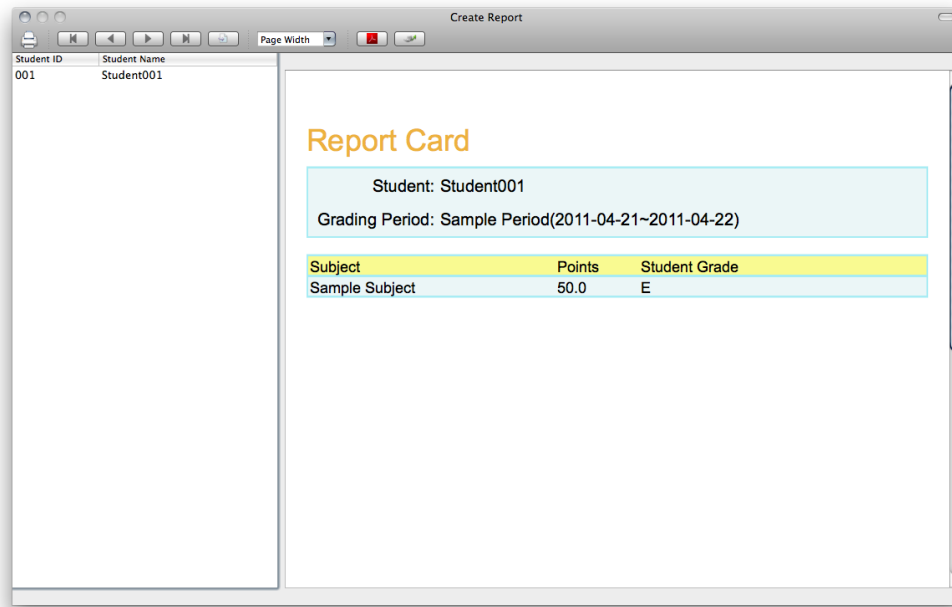 Create Report
Page Width
Student ID Student Name
001 Student001
Report Card
Student: Student001
Grading Period: Sample Period(2011-04-21~2011-04-22)
Subject Points Student Grade
Sample Subject 50.0 E